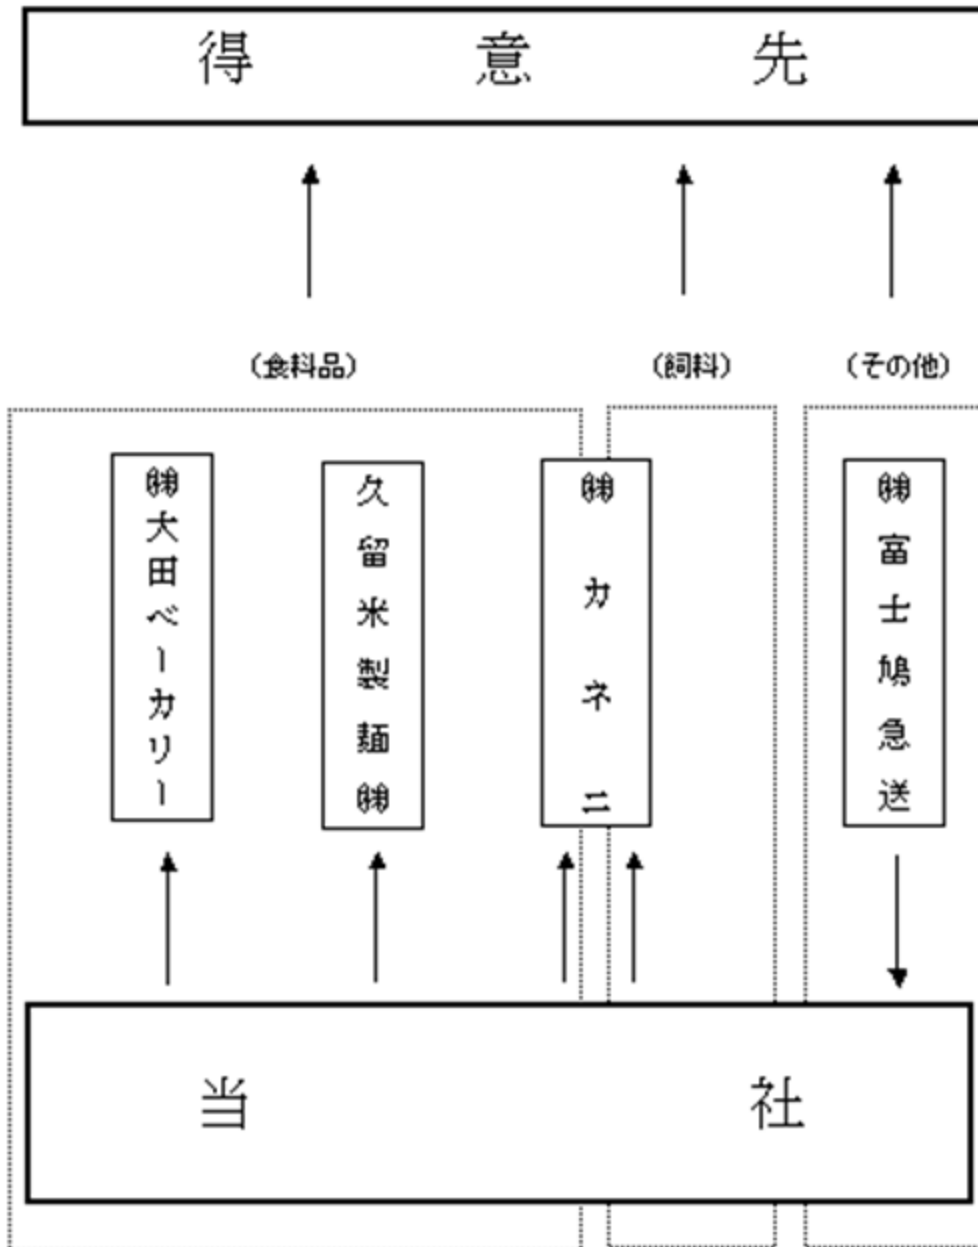 得意先
（食料品）
（飼料）
（その他）
㈱大田ベーカリー
久留米製麺㈱
㈱カネニ
㈱富士鳩急送
当社